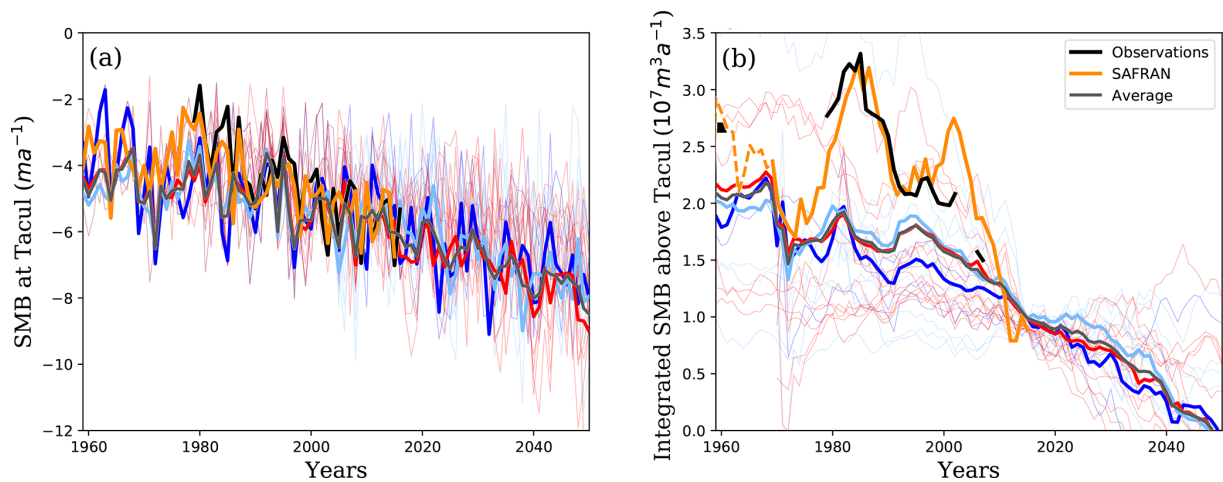 (a)
SMB at Tacul (ma⁻¹)
0
−2
−4
−6
−8
−10
−12
1960
1980
2000
2020
2040
Years
(b)
Integrated SMB above Tacul (10⁷m³a⁻¹)
3.5
3.0
2.5
2.0
1.5
1.0
0.5
0.0
1960
1980
2000
2020
2040
Years
Observations
SAFRAN
Average